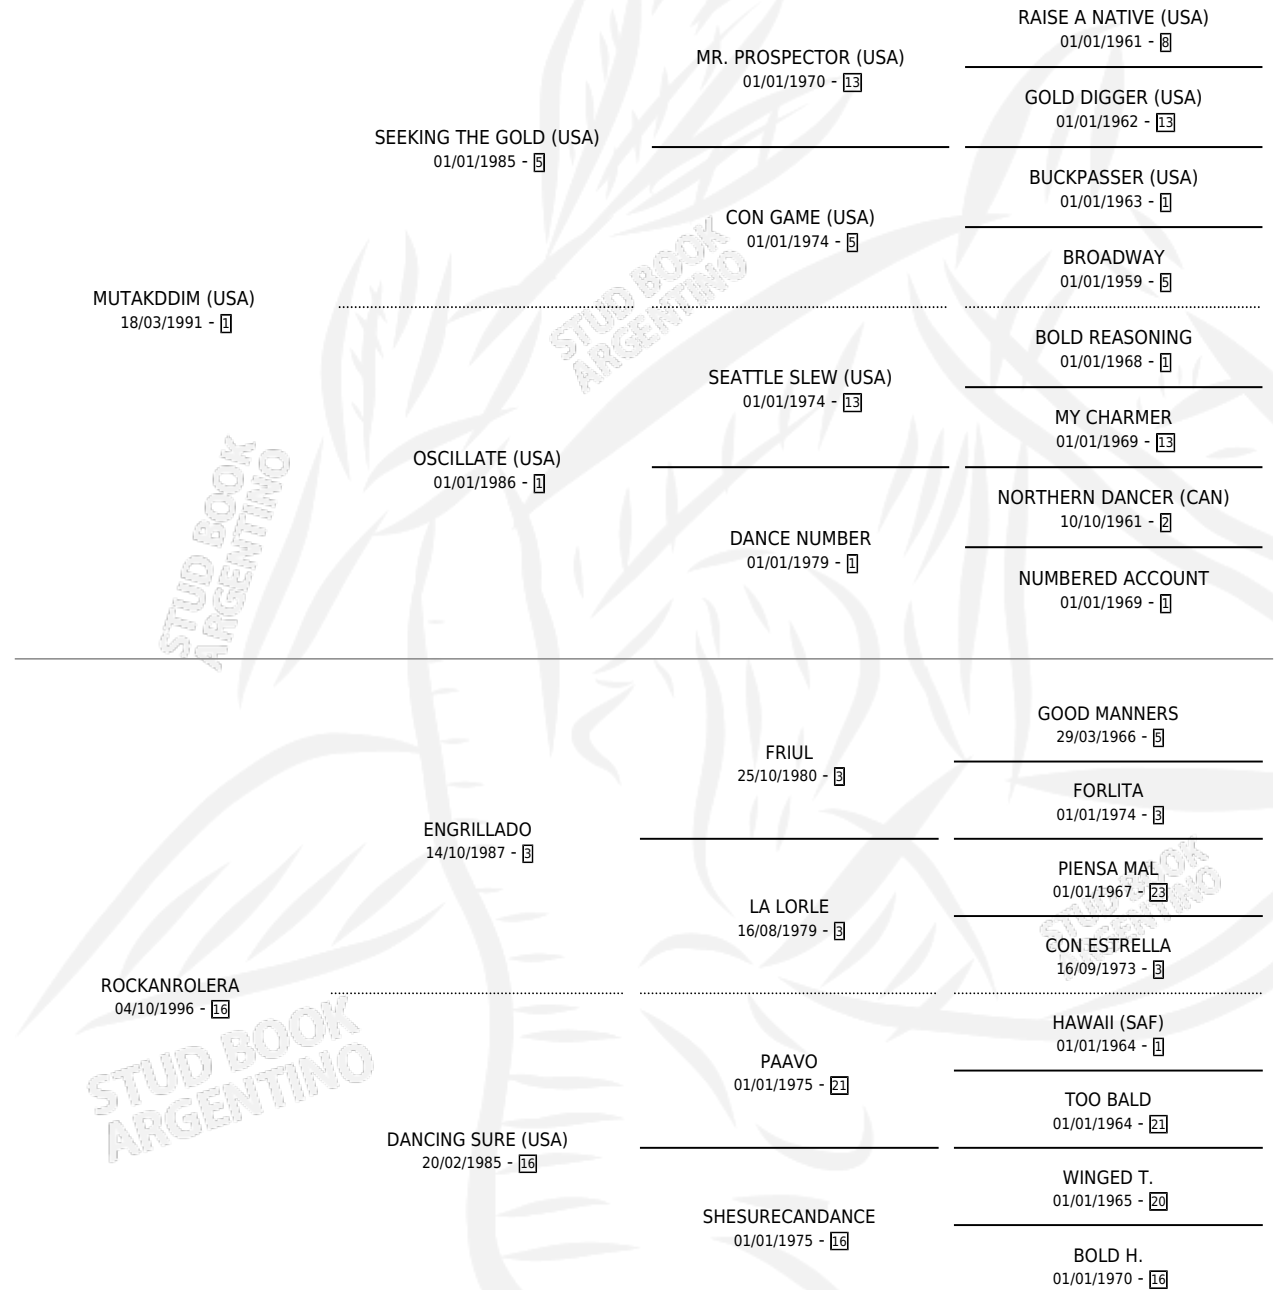 RAISE A NATIVE (USA)
01/01/1961 - 8
MR. PROSPECTOR (USA)
01/01/1970 - 13
GOLD DIGGER (USA)
01/01/1962 - 13
SEEKING THE GOLD (USA)
01/01/1985 - 5
BUCKPASSER (USA)
01/01/1963 - 1
CON GAME (USA)
01/01/1974 - 5
BROADWAY
01/01/1959 - 5
MUTAKDDIM (USA)
18/03/1991 - 1
BOLD REASONING
01/01/1968 - 1
SEATTLE SLEW (USA)
01/01/1974 - 13
MY CHARMER
01/01/1969 - 13
OSCILLATE (USA)
01/01/1986 - 1
NORTHERN DANCER (CAN)
10/10/1961 - 2
DANCE NUMBER
01/01/1979 - 1
NUMBERED ACCOUNT
01/01/1969 - 1
STUD BOOK
ARGENTINO
STUD BOOK
ARGENTINO
GOOD MANNERS
29/03/1966 - 5
FRIUL
25/10/1980 - 3
FORLITA
01/01/1974 - 3
ENGRILLADO
14/10/1987 - 3
PIENSA MAL
01/01/1967 - 23
LA LORLE
16/08/1979 - 3
CON ESTRELLA
16/09/1973 - 3
STUD BOOK
ARGENTINO
ROCKANROLERA
04/10/1996 - 16
HAWAII (SAF)
01/01/1964 - 1
PAAVO
01/01/1975 - 21
TOO BALD
01/01/1964 - 21
STUD BOOK
ARGENTINO
DANCING SURE (USA)
20/02/1985 - 16
WINGED T.
01/01/1965 - 20
SHESURECANDANCE
01/01/1975 - 16
BOLD H.
01/01/1970 - 16